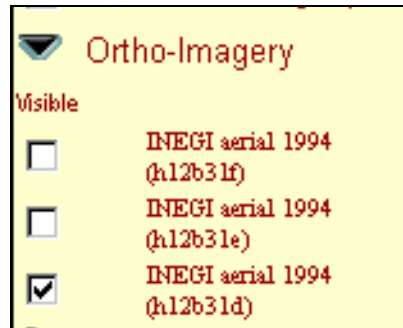 Ortho-Imagery
Visible
INEGI aerial 1994
(h12b31f)
INEGI aerial 1994
(h12b31e)
INEGI aerial 1994
(h12b31d)